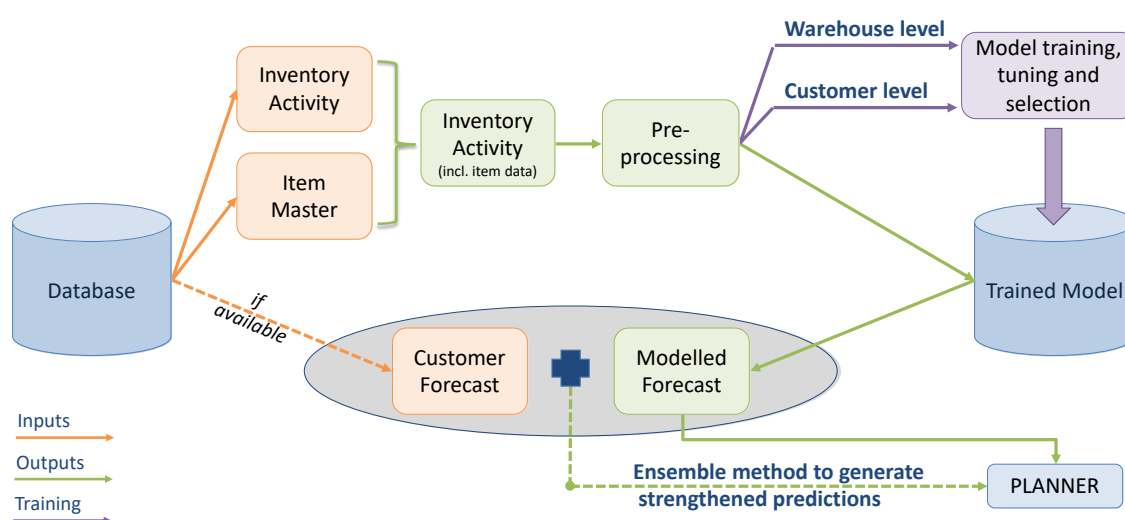 Warehouse level
Customer level
Model training,
tuning and
selection
Inventory
Activity
Item
Master
Inventory
Activity
(incl. item data)
Pre-
processing
Database
if
available
Trained Model
Customer
Forecast
Modelled
Forecast
Inputs
Outputs
Training
Ensemble method to generate
strengthened predictions
PLANNER